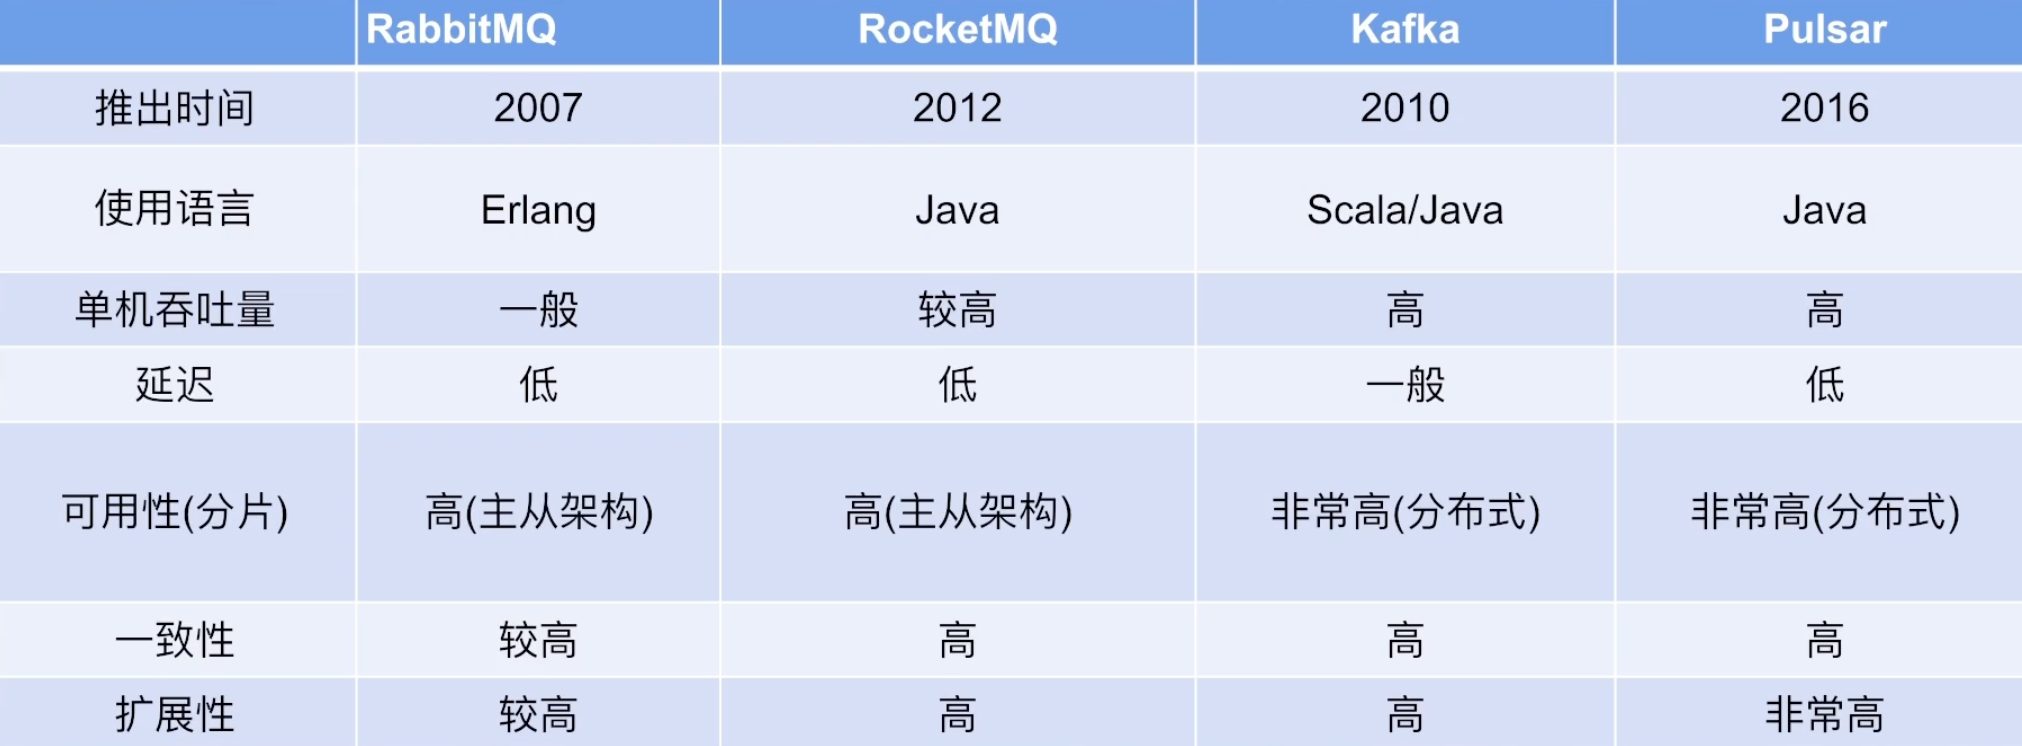 RabbitMQ RocketMQ Kafka Pulsar
推出时间 2007 2012 2010 2016
使用语言 Erlang Java Scala/Java Java
单机吞吐量 一般 较高 高 高
延迟 低 低 一般 低
可用性(分片) 高(主从架构) 高(主从架构) 非常高(分布式) 非常高(分布式)
一致性 较高 高 高 高
扩展性 较高 高 高 非常高